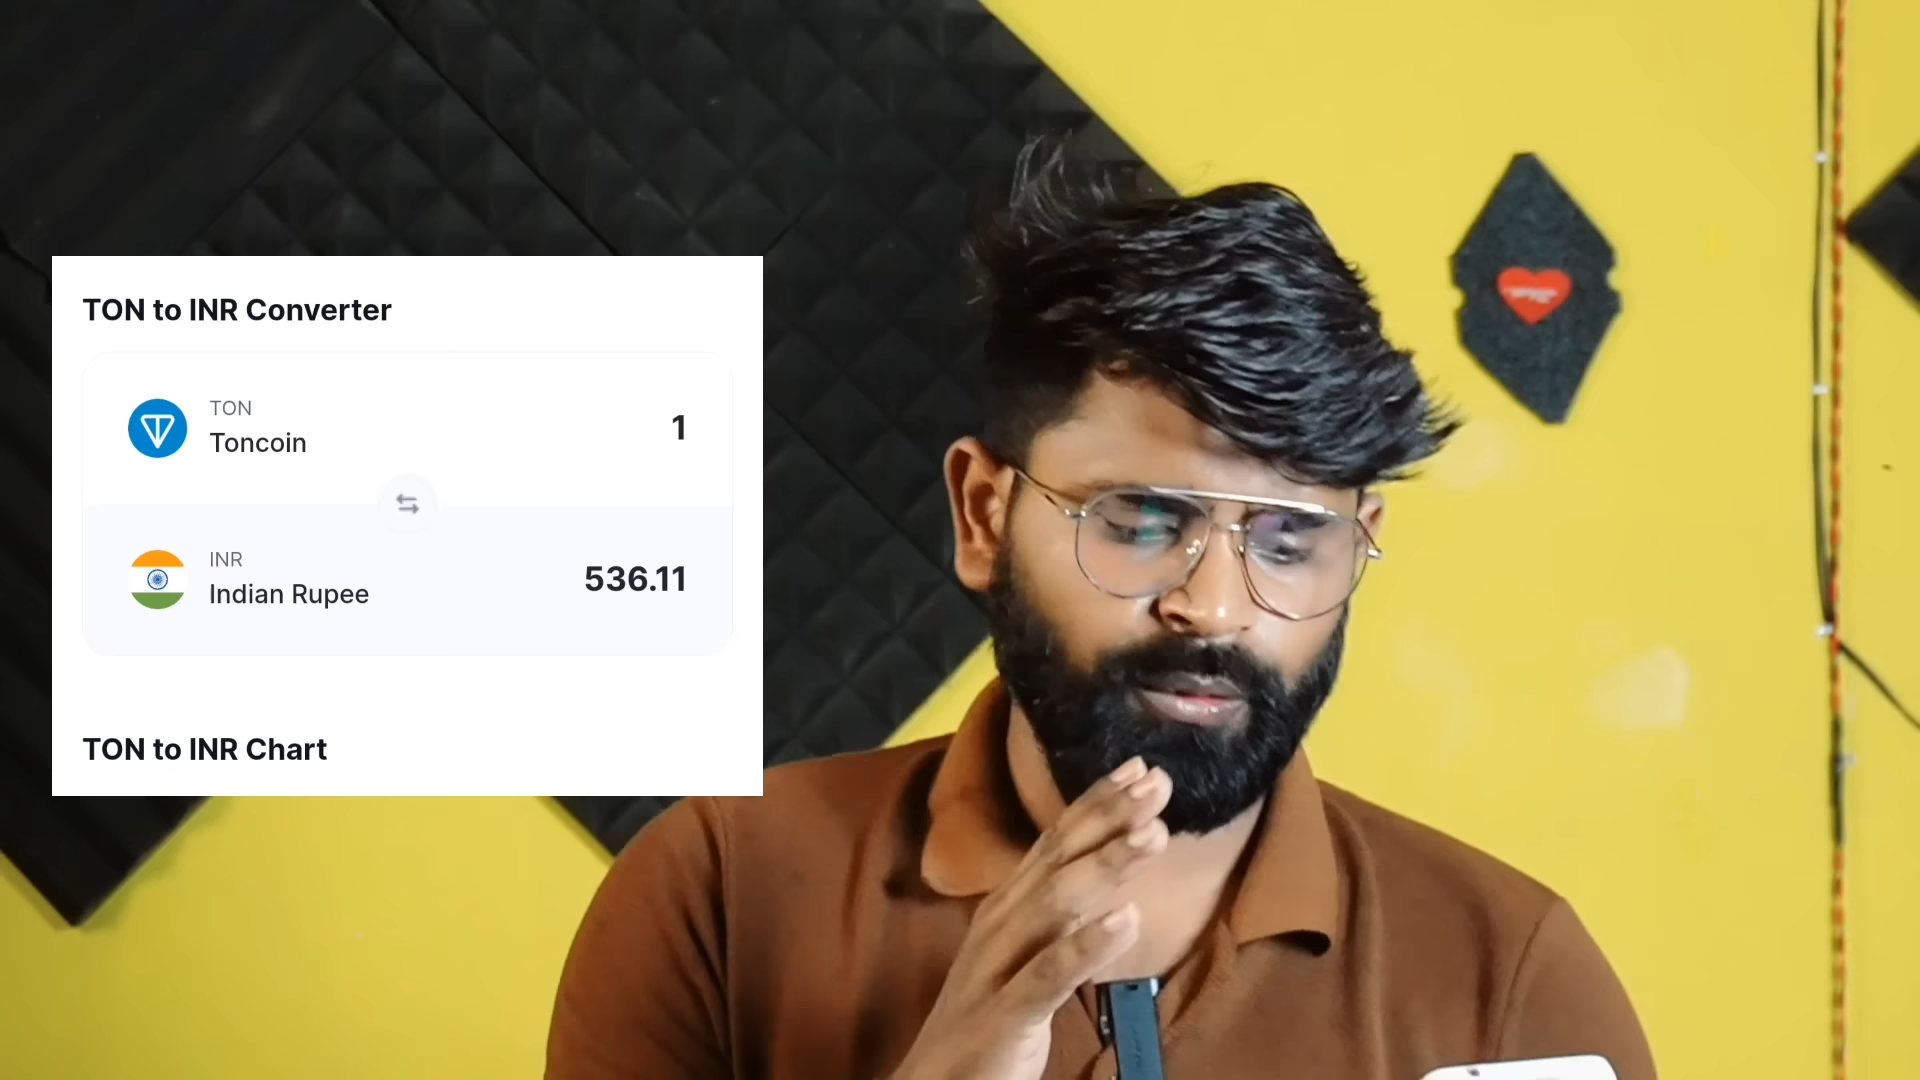 TON to INR Converter
TON
Toncoin
1
INR
Indian Rupee
536.11
TON to INR Chart